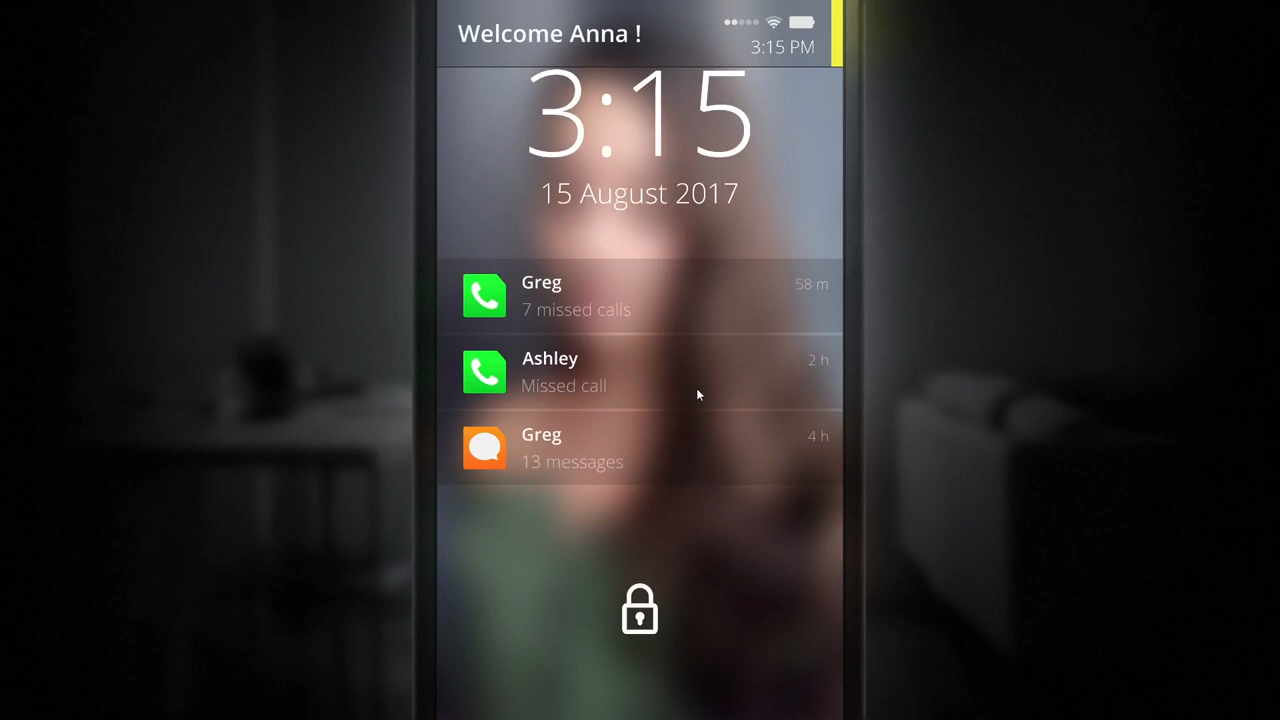 Welcome Anna !
3:15 PM
3:15
15 August 2017
Greg
58 m
7 missed calls
Ashley
2 h
Missed call
Greg
4 h
13 messages